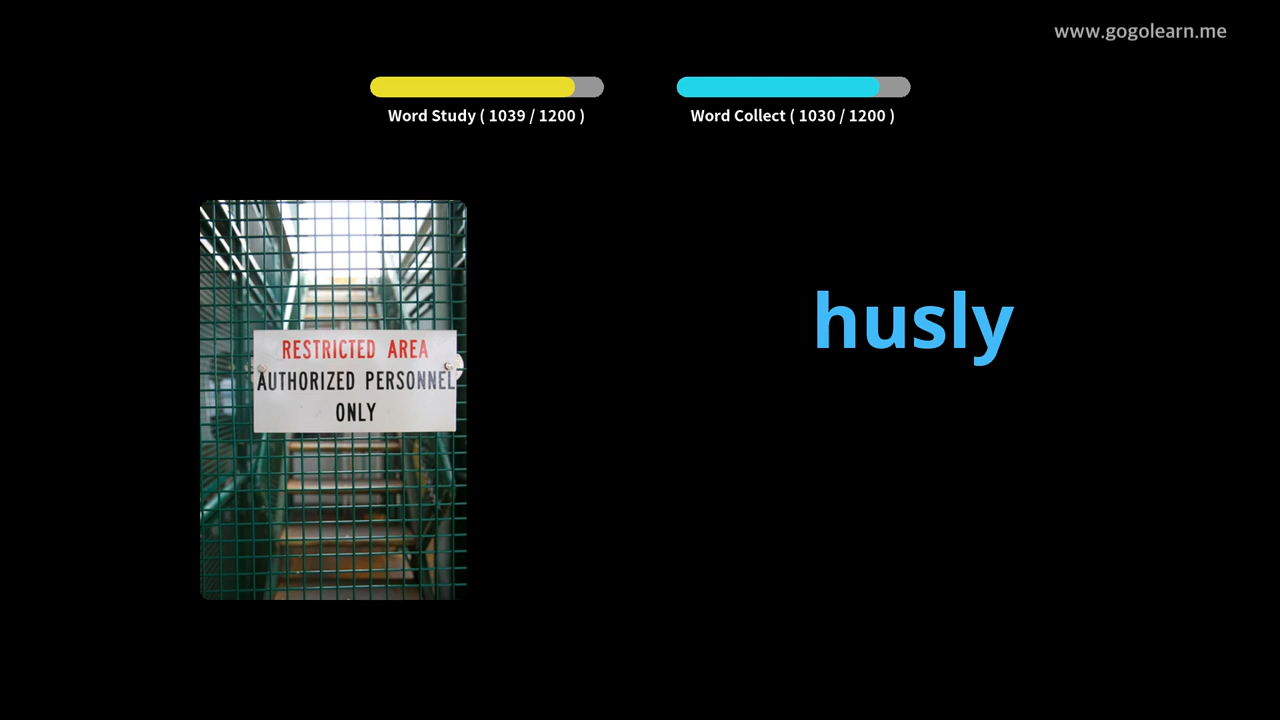 www.gogolearn.me
Word Study ( 1039 / 1200 )
Word Collect ( 1030 / 1200 )
RESTRICTED AREA
AUTHORIZED PERSONNEL
ONLY
husly